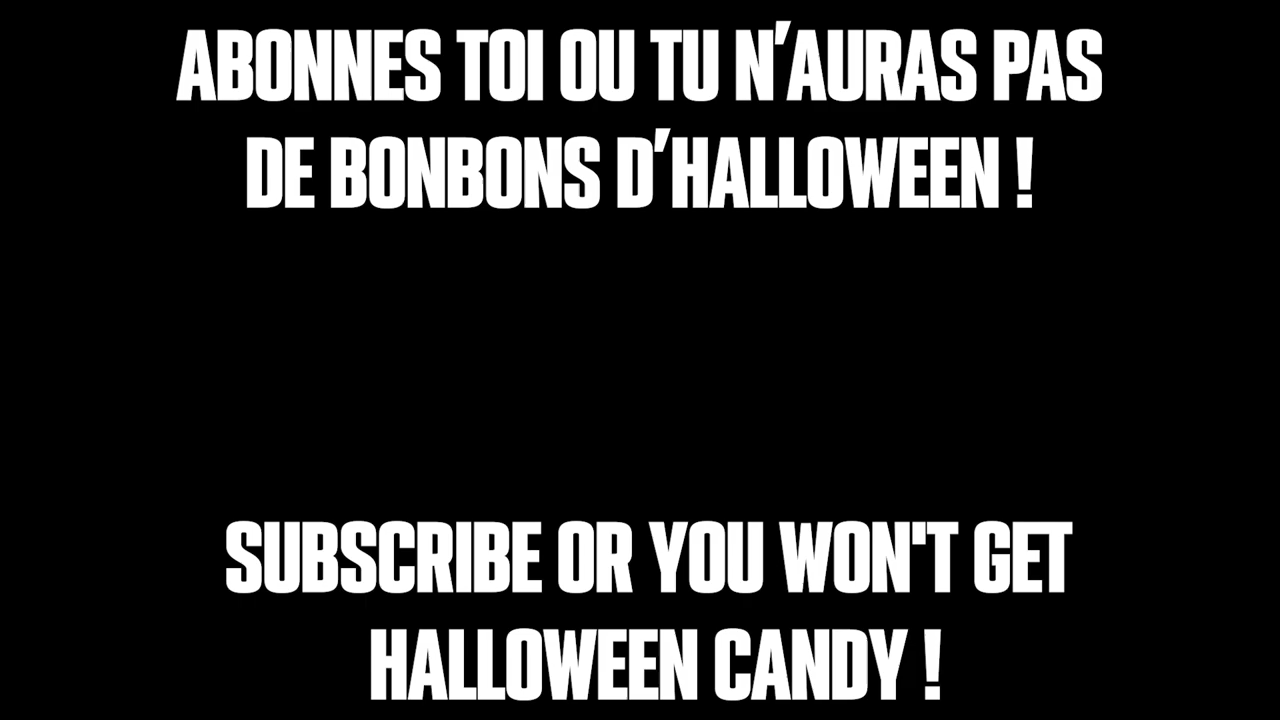 ABONNES TOI OU TU N'AURAS PAS
DE BONBONS D'HALLOWEEN !
SUBSCRIBE OR YOU WON'T GET
HALLOWEEN CANDY !